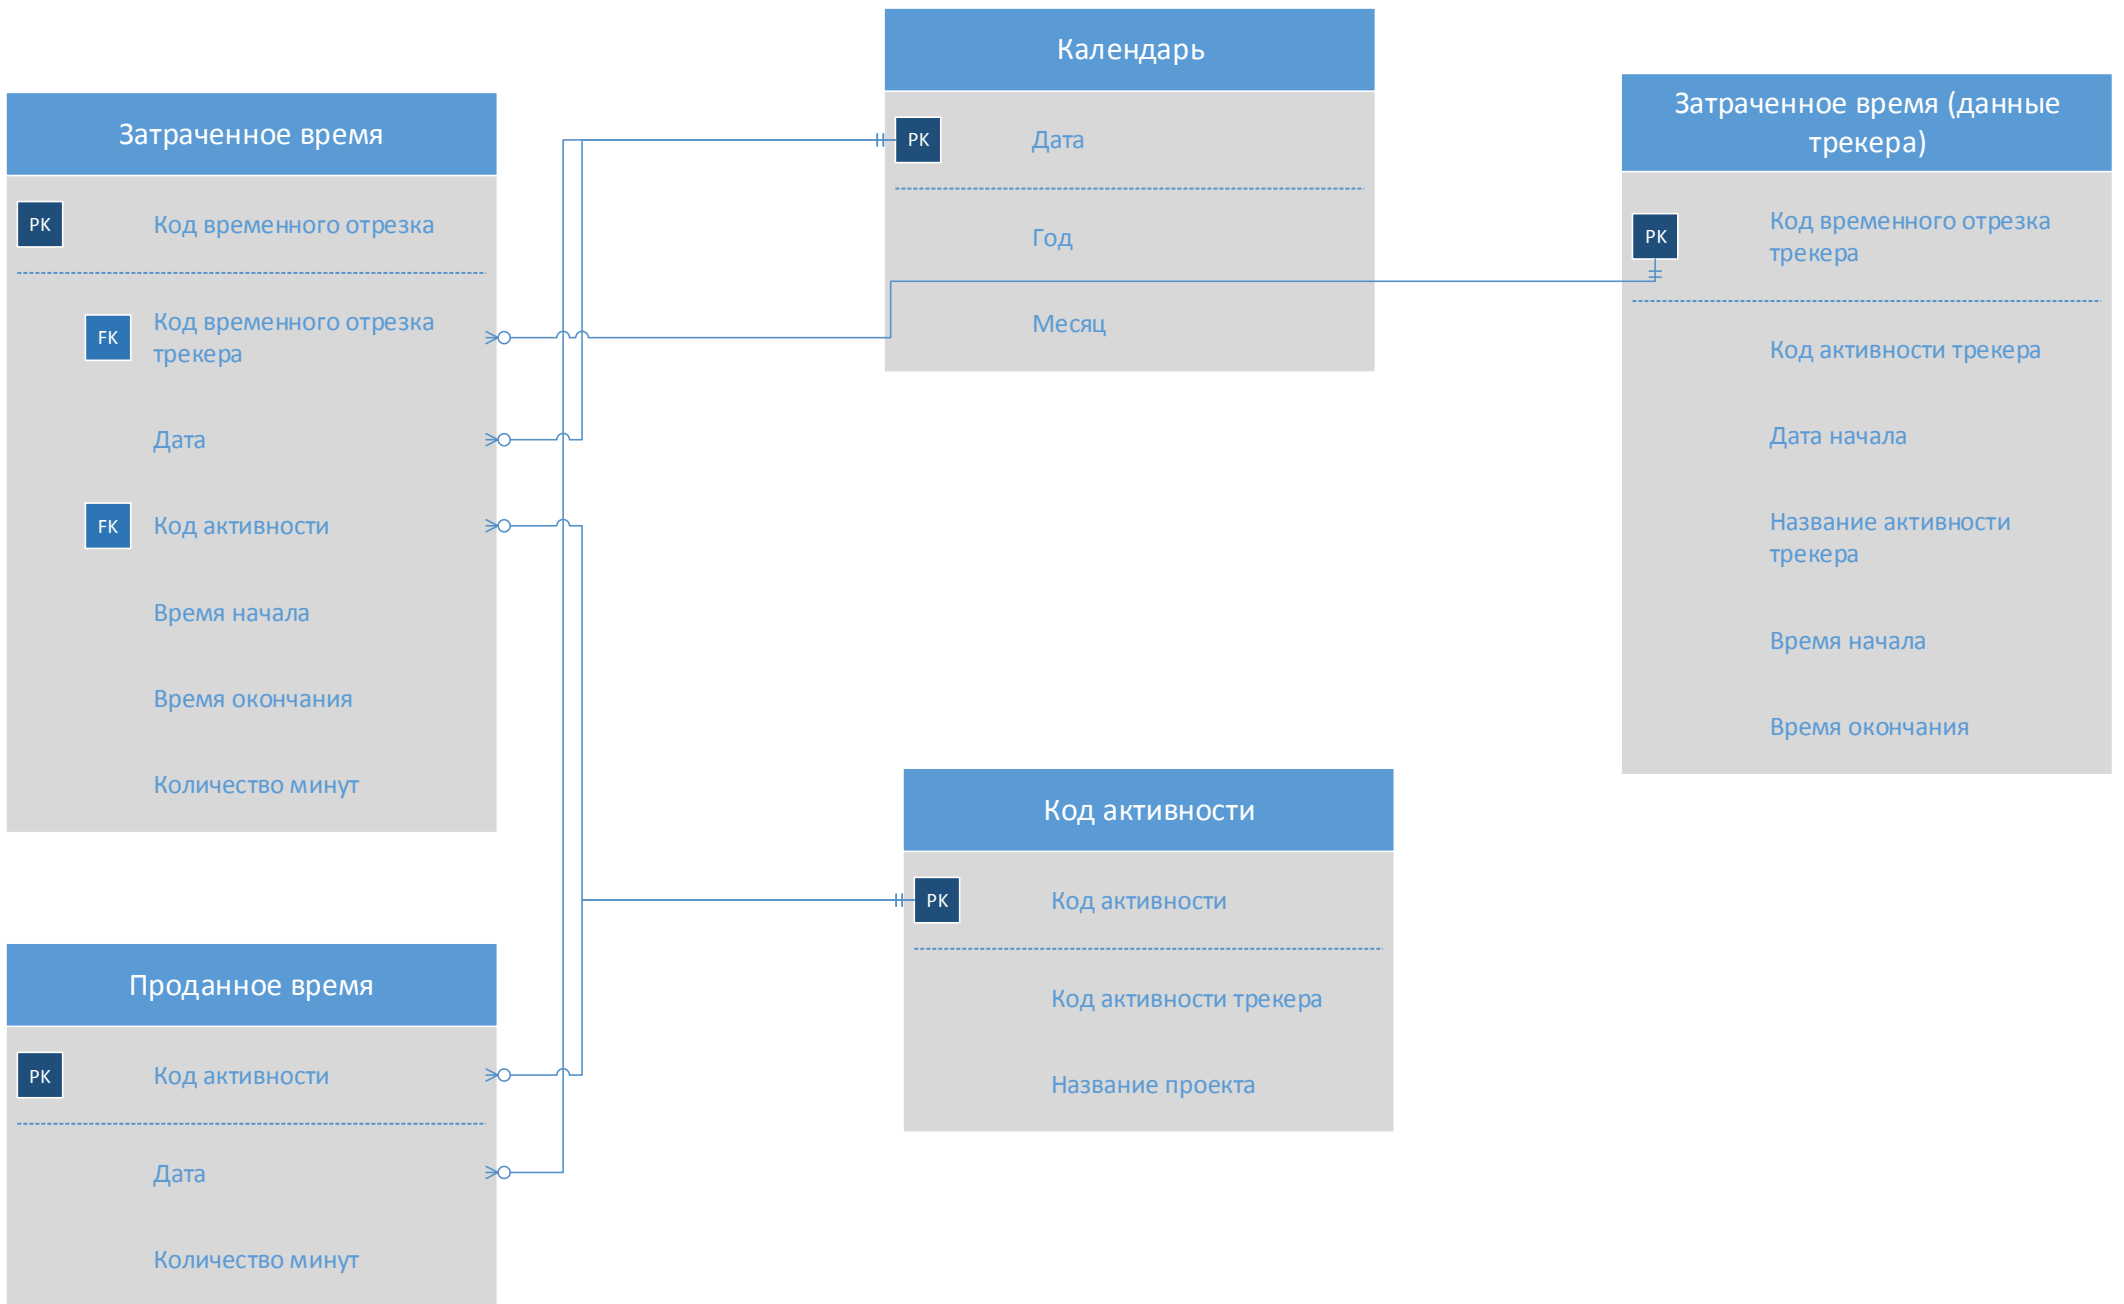 Календарь
PK
Дата
Год
Месяц
Затраченное время
PK
Код временного отрезка
FK
Код временного отрезка
трекера
Дата
FK
Код активности
Время начала
Время окончания
Количество минут
Затраченное время (данные
трекера)
PK
Код временного отрезка
трекера
Код активности трекера
Дата начала
Название активности
трекера
Время начала
Время окончания
Код активности
PK
Код активности
Код активности трекера
Название проекта
Проданное время
PK
Код активности
Дата
Количество минут